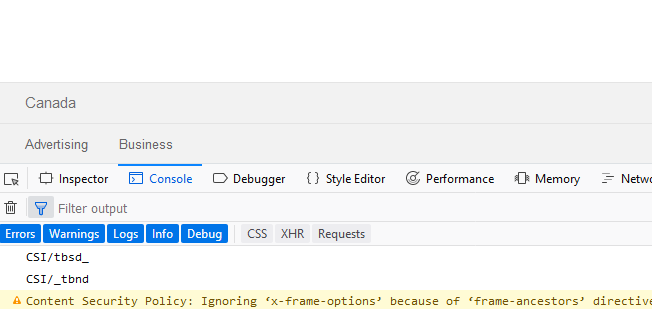 Canada
Advertising Business
Inspector Console Debugger Style Editor Performance Memory Netwo
Filter output
Errors Warnings Logs Info Debug CSS XHR Requests
CSI/tbsd_
CSI/_tbnd
Content Security Policy: Ignoring ‘x-frame-options’ because of ‘frame-ancestors’ directive